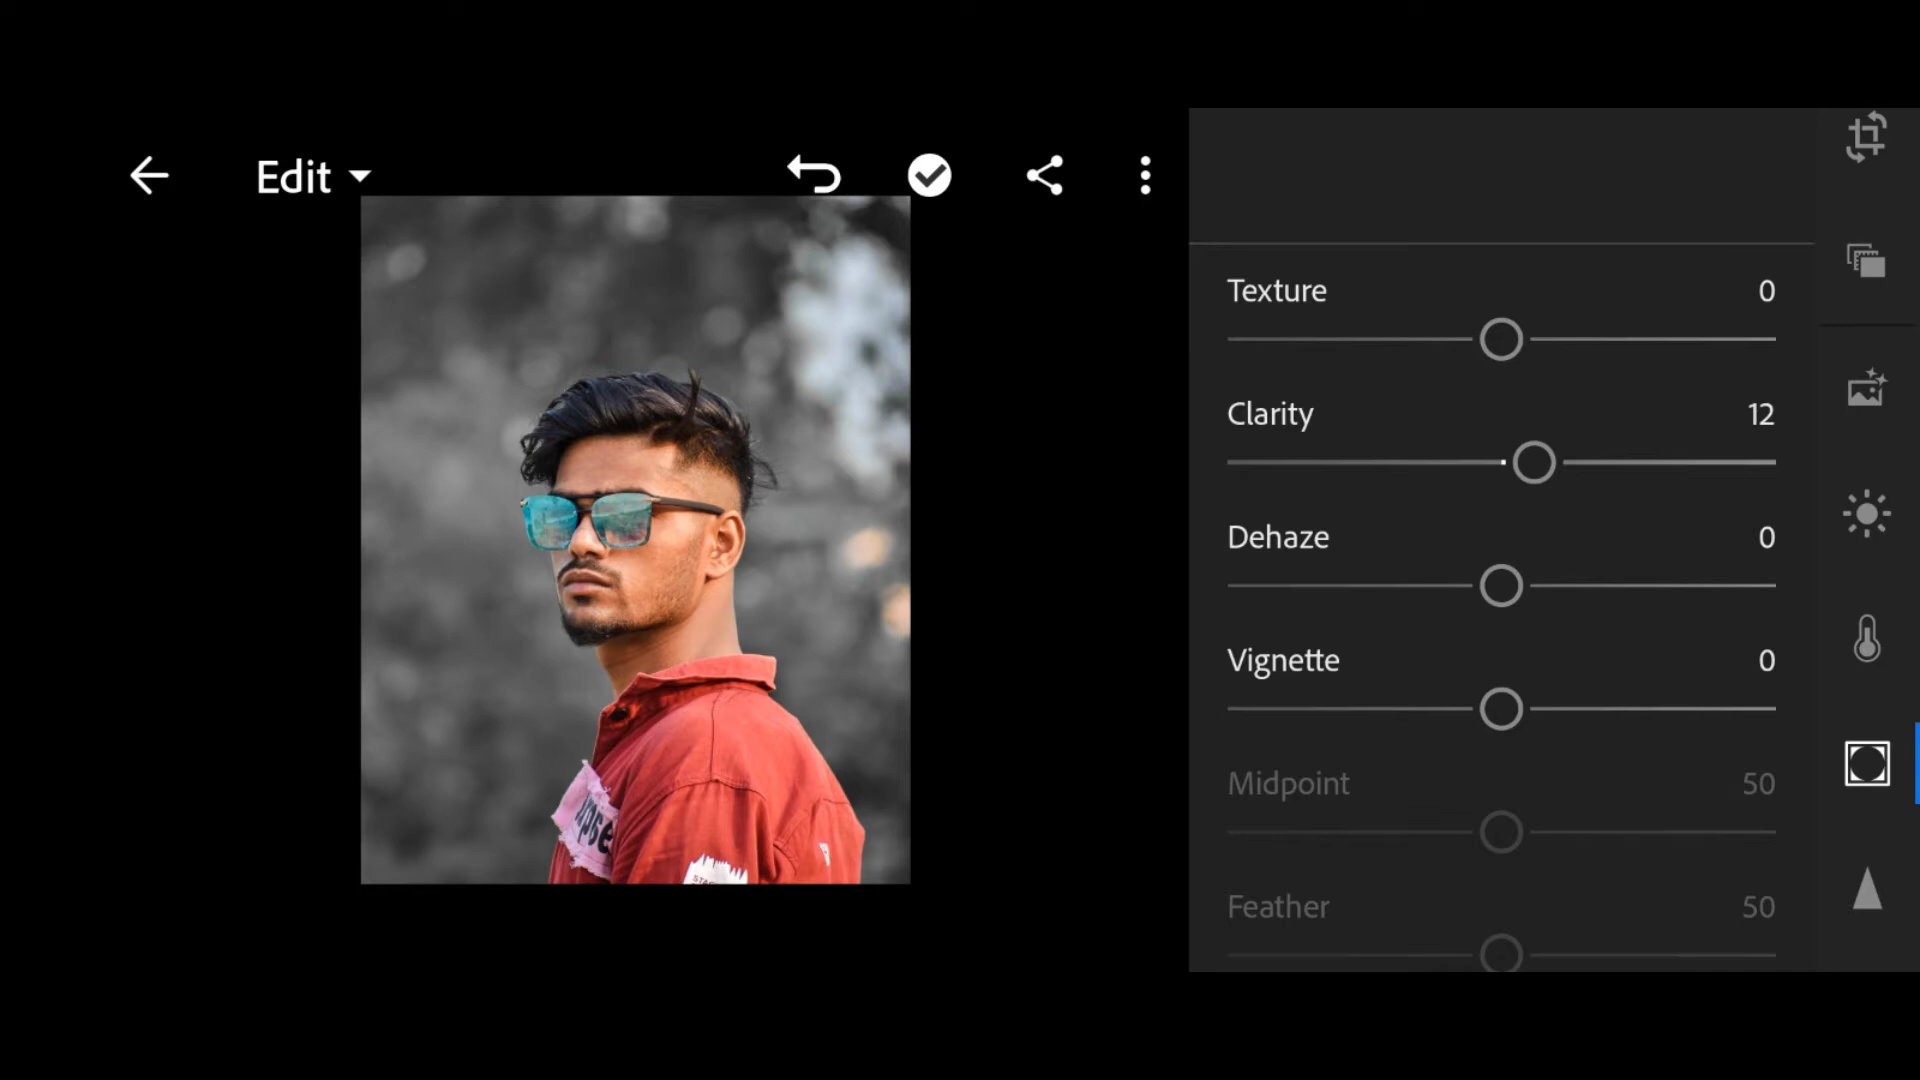 Edit
Texture 0
Clarity 12
Dehaze 0
Vignette 0
Midpoint 50
Feather 50